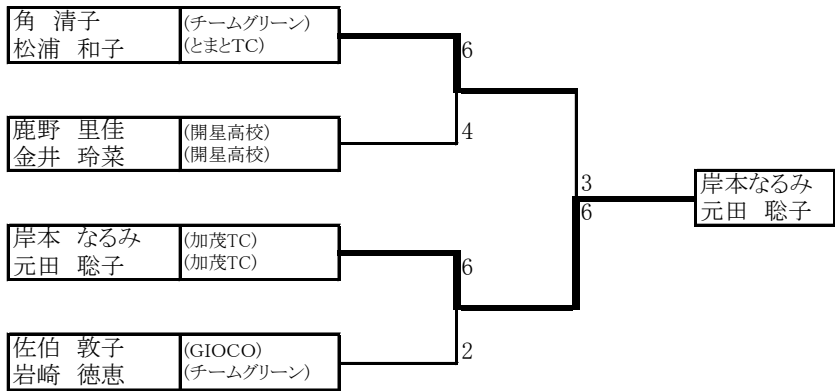 角 清子 (チームグリーン)
松浦 和子 (とまとTC)
6
鹿野 里佳 (開星高校)
金井 玲菜 (開星高校)
4
3
6
岸本なるみ
元田 聡子
岸本 なるみ (加茂TC)
元田 聡子 (加茂TC)
6
佐伯 敦子 (GIOCO)
岩崎 徳恵 (チームグリーン)
2